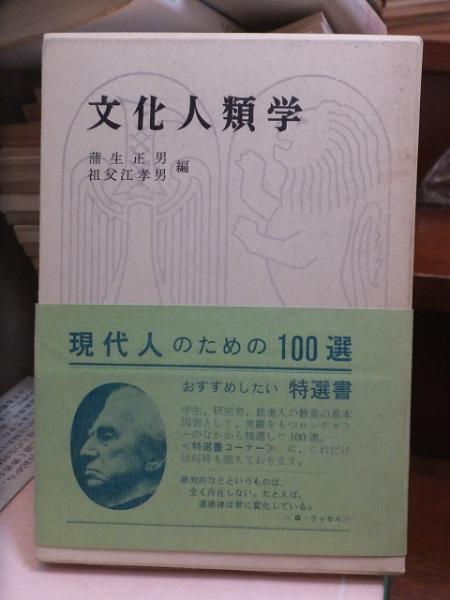 文化人類学
蒲生正男
祖父江孝男
編
現代人のための100選
おすすめしたい 特選書
学生、研究者、読書人の教養の基本
図書として、実績をもつロングセラ
ーのなかから精選した100選。
＜特選書コーナー＞ に、これだけ
は何時も揃えております。
絶対的なというものは、
全く存在しない。たとえば、
道徳律は常に変化している。
＜B・ラッセル＞